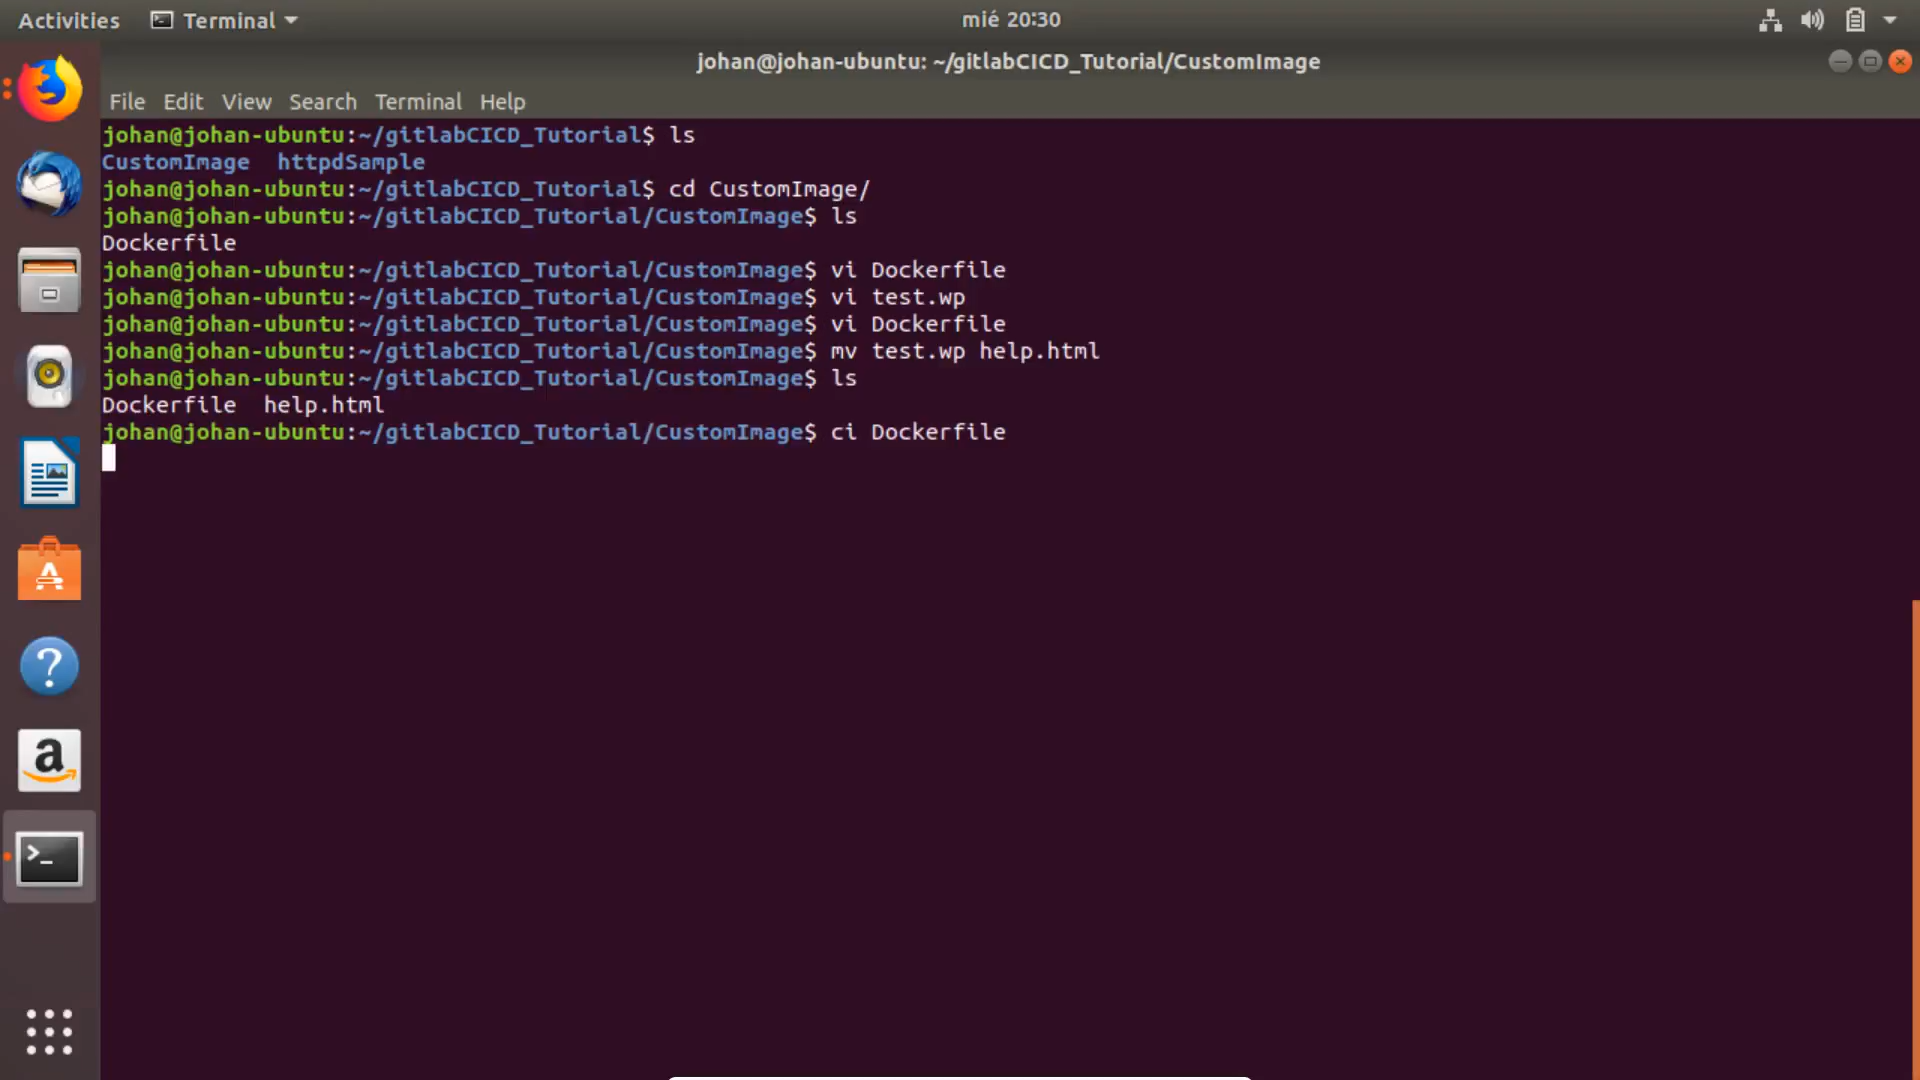 Activities Terminal mié 20:30
johan@johan-ubuntu: ~/gitlabCICD_Tutorial/CustomImage
File Edit View Search Terminal Help
johan@johan-ubuntu:~/gitlabCICD_Tutorial$ ls
CustomImage httpdSample
johan@johan-ubuntu:~/gitlabCICD_Tutorial$ cd CustomImage/
johan@johan-ubuntu:~/gitlabCICD_Tutorial/CustomImage$ ls
Dockerfile
johan@johan-ubuntu:~/gitlabCICD_Tutorial/CustomImage$ vi Dockerfile
johan@johan-ubuntu:~/gitlabCICD_Tutorial/CustomImage$ vi test.wp
johan@johan-ubuntu:~/gitlabCICD_Tutorial/CustomImage$ vi Dockerfile
johan@johan-ubuntu:~/gitlabCICD_Tutorial/CustomImage$ mv test.wp help.html
johan@johan-ubuntu:~/gitlabCICD_Tutorial/CustomImage$ ls
Dockerfile help.html
johan@johan-ubuntu:~/gitlabCICD_Tutorial/CustomImage$ ci Dockerfile